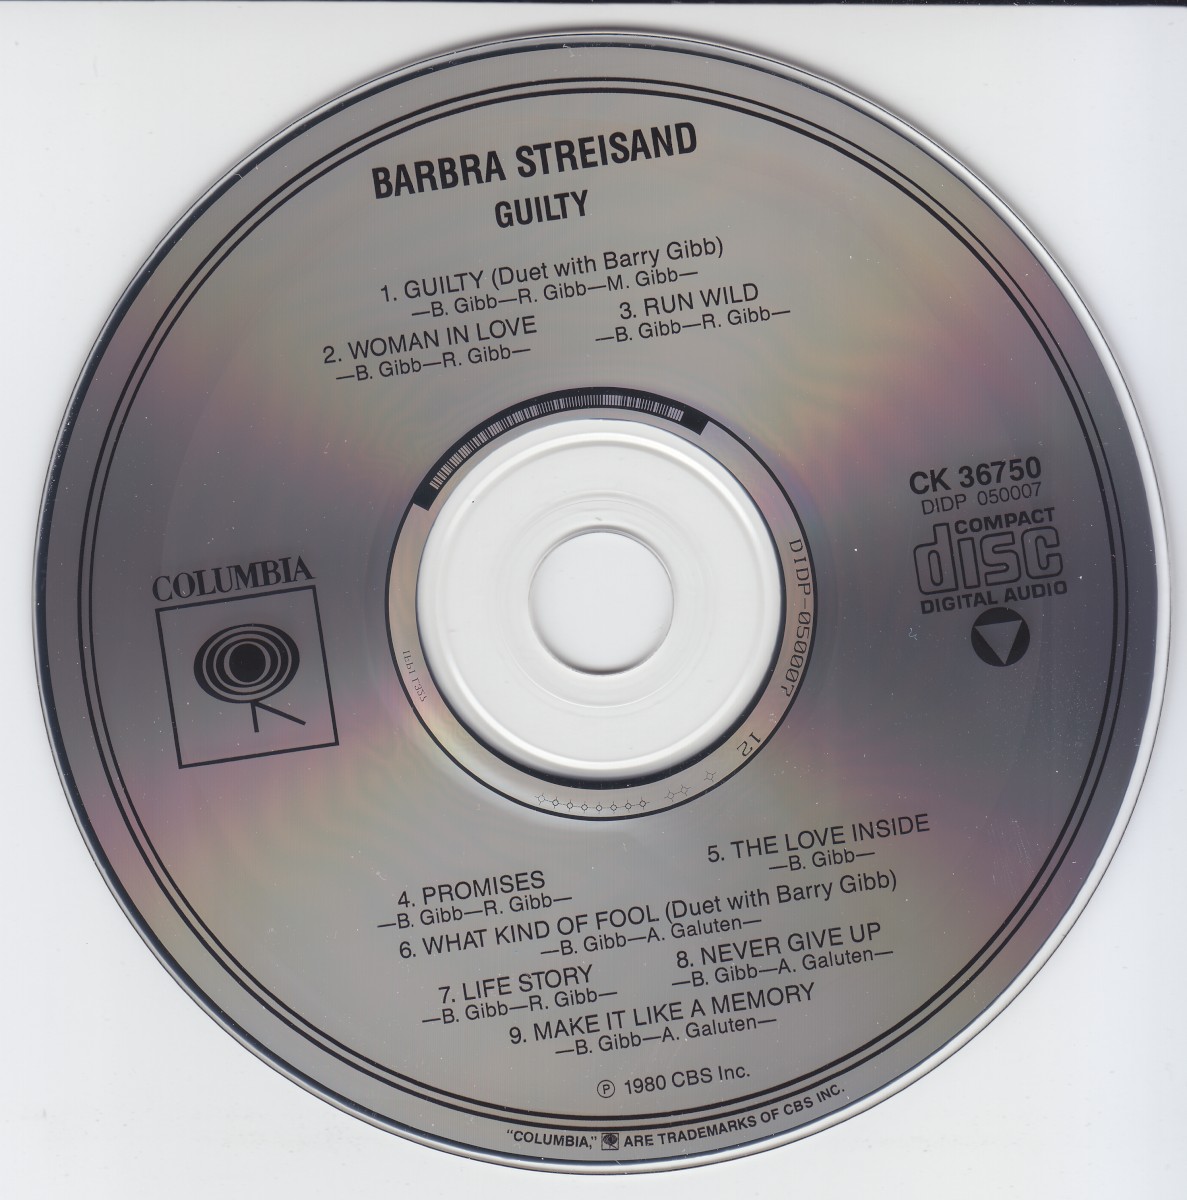 BARBRA STREISAND
GUILTY
1. GUILTY (Duet with Barry Gibb)
—B. Gibb—R. Gibb—M. Gibb—
2. WOMAN IN LOVE
—B. Gibb—R. Gibb—
3. RUN WILD
—B. Gibb—R. Gibb—
CK 36750
DIDP 050007
COMPACT
disc
DIGITAL AUDIO
COLUMBIA
DIDP-050007
12
4. PROMISES
—B. Gibb—R. Gibb—
5. THE LOVE INSIDE
—B. Gibb—
6. WHAT KIND OF FOOL (Duet with Barry Gibb)
—B. Gibb—A. Galuten—
7. LIFE STORY
—B. Gibb—R. Gibb—
8. NEVER GIVE UP
—B. Gibb—A. Galuten—
9. MAKE IT LIKE A MEMORY
—B. Gibb—A. Galuten—
Ⓟ 1980 CBS Inc.
"COLUMBIA," ARE TRADEMARKS OF CBS INC.